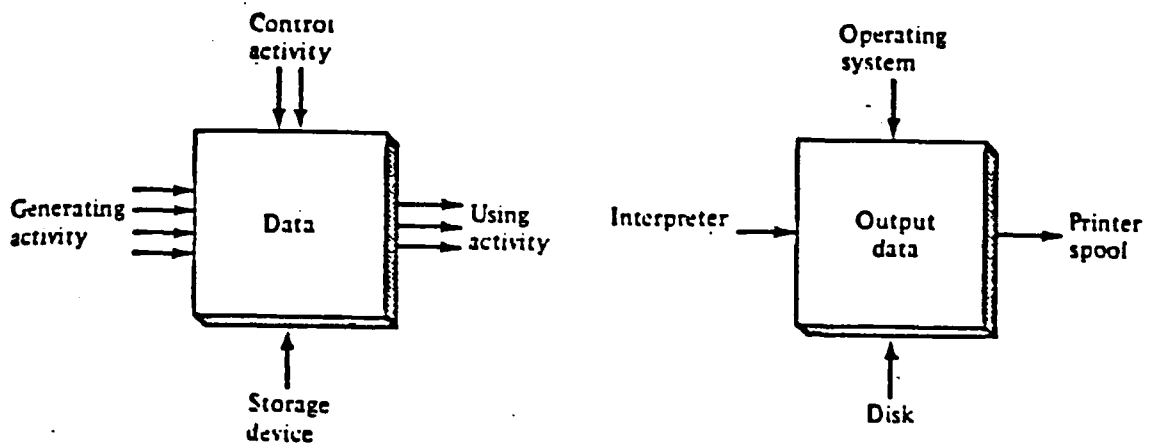 Control
activity
Generating
activity
Data
Using
activity
Storage
device
Operating
system
Interpreter
Output
data
Printer
spool
Disk